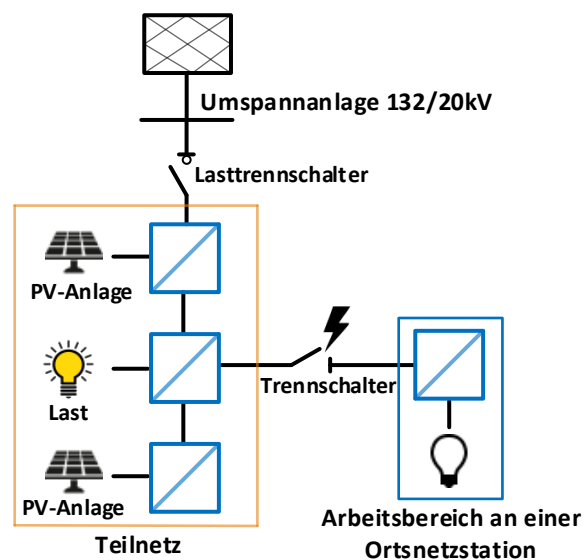 Umspannanlage 132/20kV
Lasttrennschalter
PV-Anlage
Trennschalter
Last
PV-Anlage
Teilnetz
Arbeitsbereich an einer
Ortsnetzstation